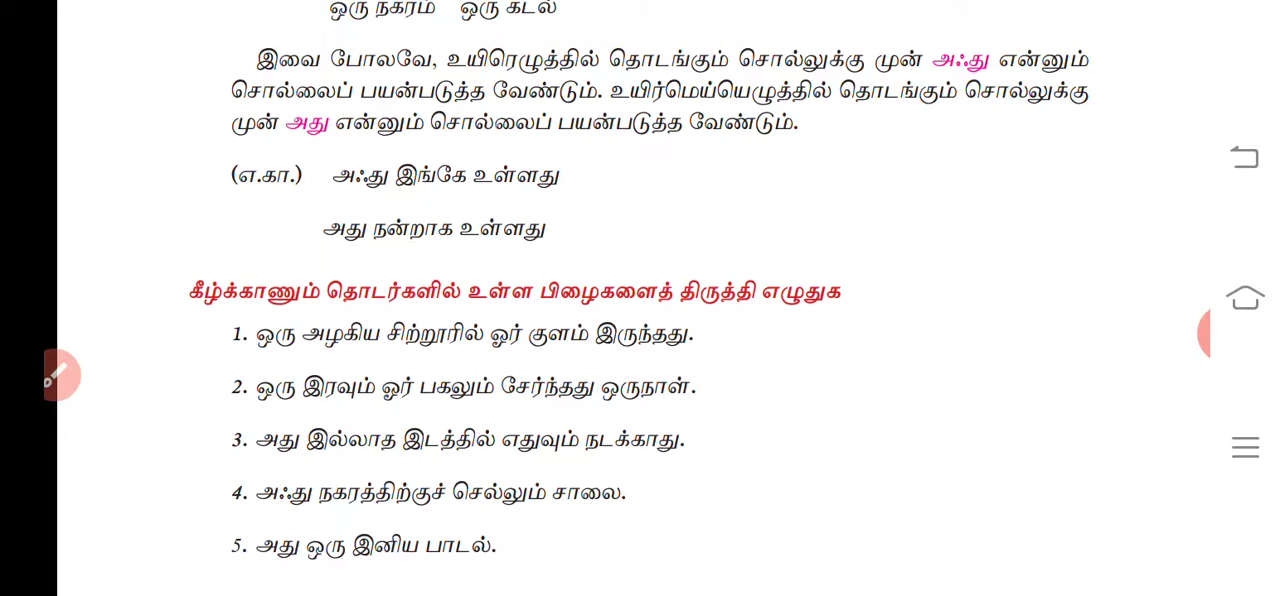 ஒரு நகரம் ஒரு கடல்
இவை போலவே, உயிரெழுத்தில் தொடங்கும் சொல்லுக்கு முன் அஃது என்னும்
சொல்லைப் பயன்படுத்த வேண்டும். உயிர்மெய்யெழுத்தில் தொடங்கும் சொல்லுக்கு
முன் அது என்னும் சொல்லைப் பயன்படுத்த வேண்டும்.
(எ.கா.) அஃது இங்கே உள்ளது
அது நன்றாக உள்ளது
கீழ்க்காணும் தொடர்களில் உள்ள பிழைகளைத் திருத்தி எழுதுக
1. ஒரு அழகிய சிற்றூரில் ஓர் குளம் இருந்தது.
2. ஒரு இரவும் ஓர் பகலும் சேர்ந்தது ஒருநாள்.
3. அது இல்லாத இடத்தில் எதுவும் நடக்காது.
4. அஃது நகரத்திற்குச் செல்லும் சாலை.
5. அது ஒரு இனிய பாடல்.